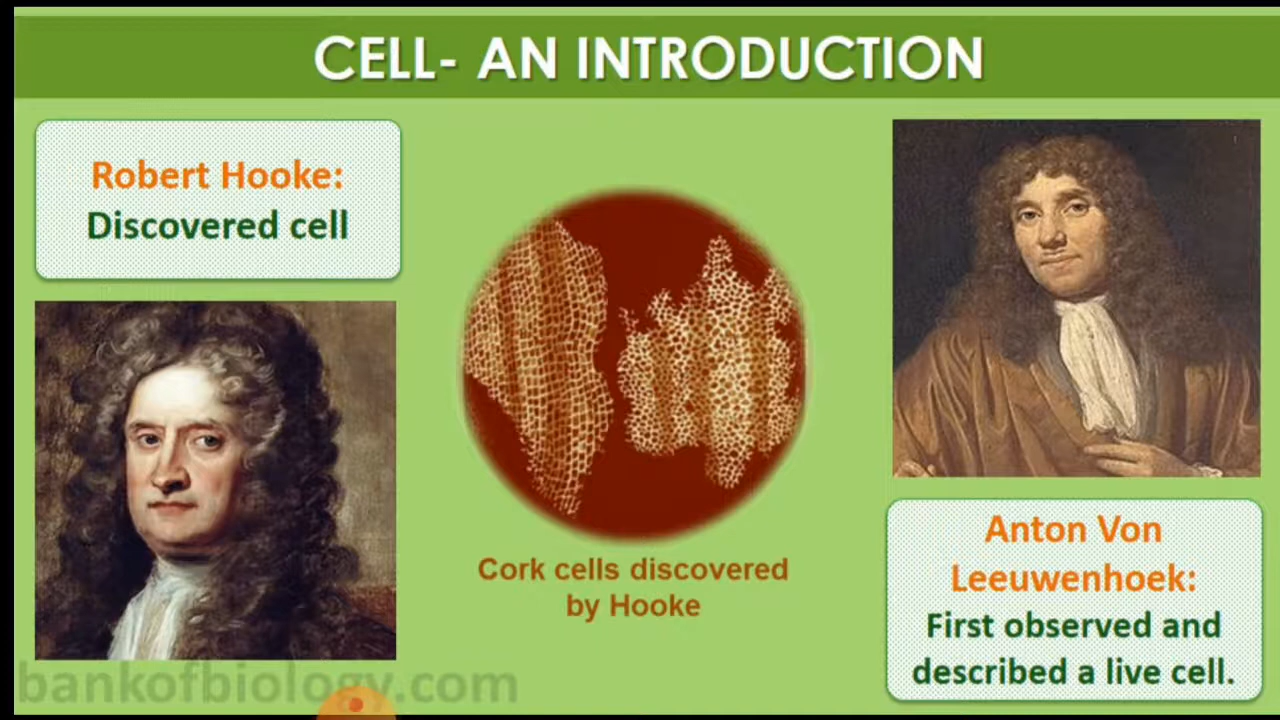 CELL- AN INTRODUCTION
Robert Hooke:
Discovered cell
Cork cells discovered
by Hooke
Anton Von
Leeuwenhoek:
First observed and
described a live cell.
bankofbiology.com